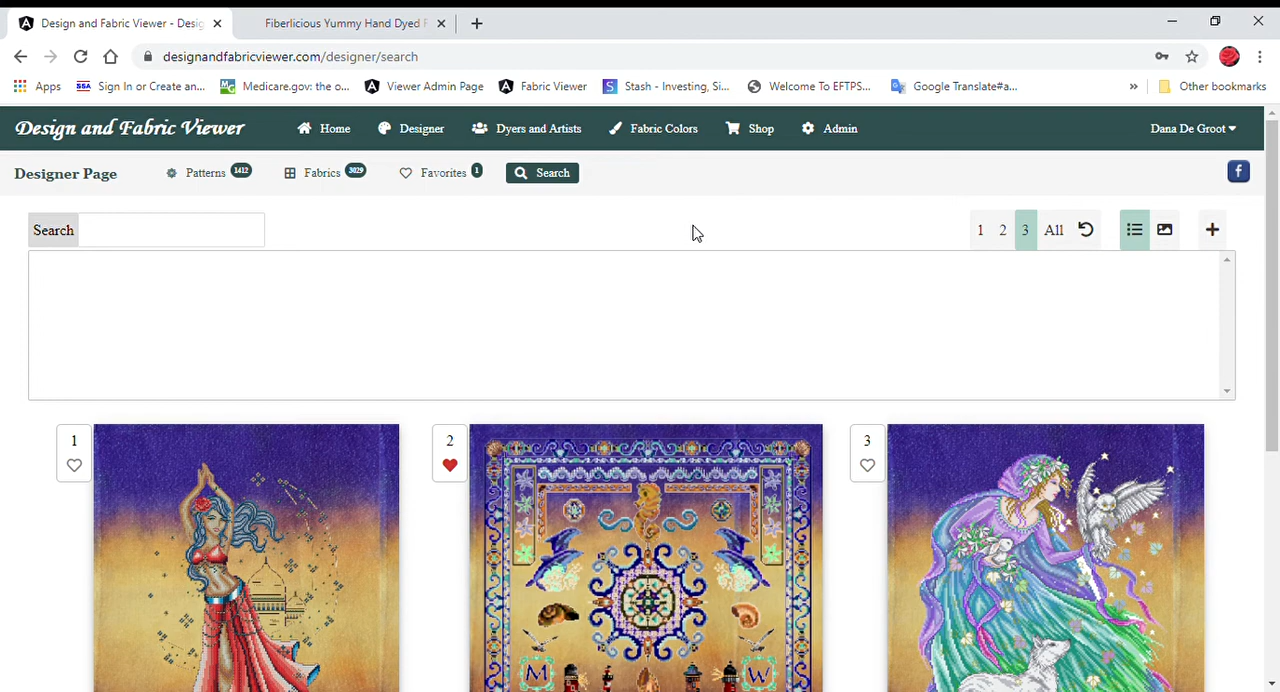 Design and Fabric Viewer - Desig
Fiberlicious Yummy Hand Dyed F
designandfabricviewer.com/designer/search
Apps SSA Sign In or Create an... MG Medicare.gov: the o... Viewer Admin Page Fabric Viewer S Stash - Investing, Si... Welcome To EFTPS... Google Translate#a... » Other bookmarks
Design and Fabric Viewer Home Designer Dyers and Artists Fabric Colors Shop Admin Dana De Groot
Designer Page Patterns 1412 Fabrics 3029 Favorites 1 Search f
Search 1 2 3 All
1 2 3
M W